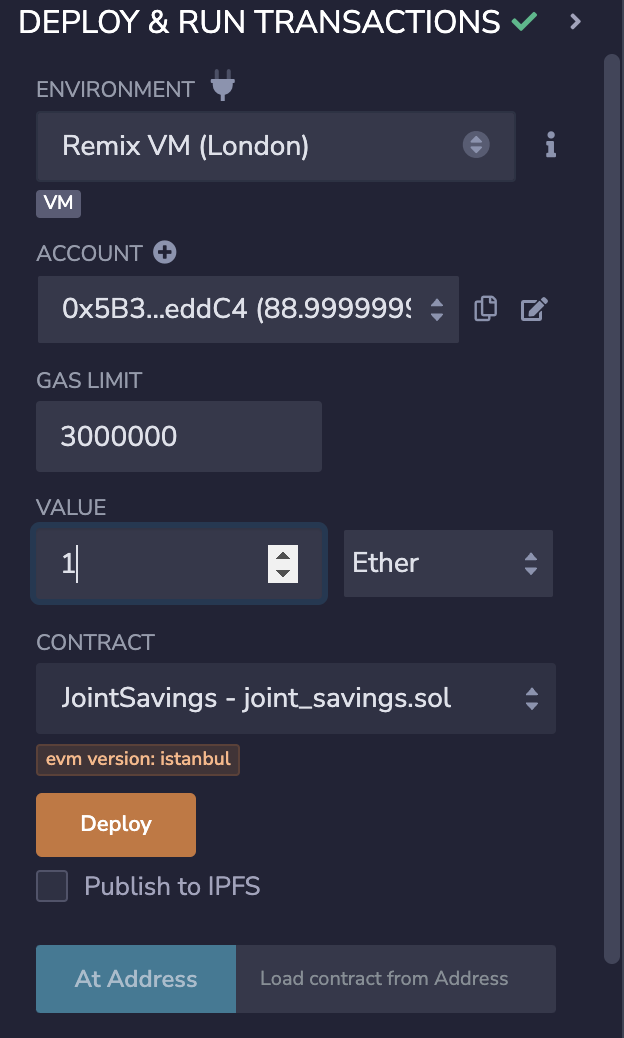 DEPLOY & RUN TRANSACTIONS
ENVIRONMENT
Remix VM (London)
VM
ACCOUNT
0x5B3...eddC4 (88.9999999
GAS LIMIT
3000000
VALUE
1 Ether
CONTRACT
JointSavings - joint_savings.sol
evm version: istanbul
Deploy
Publish to IPFS
At Address Load contract from Address